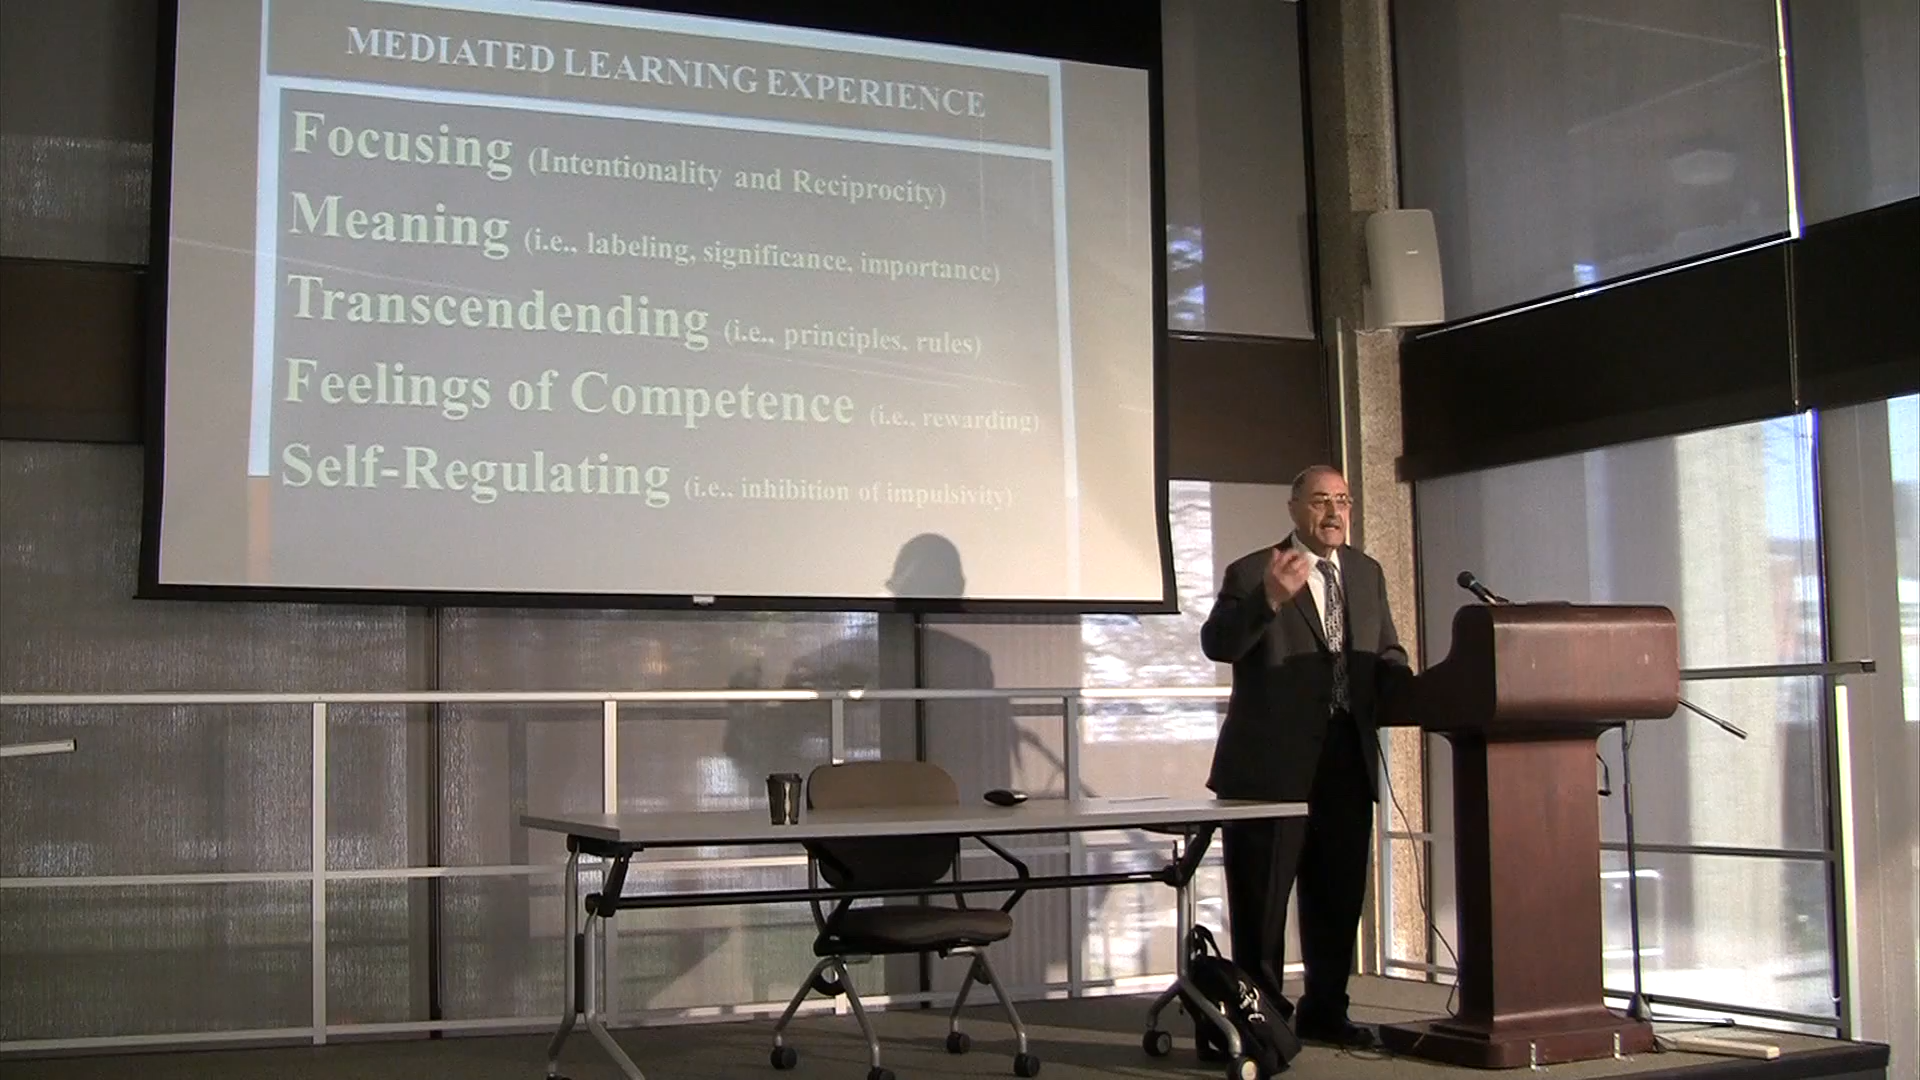 MEDIATED LEARNING EXPERIENCE
Focusing (Intentionality and Reciprocity)
Meaning (i.e.. labeling, significance, importance)
Transcendending (i.e., principles. rules)
Feelings of Competence (i.e., rewarding)
Self-Regulating (i.e.. inhibition of impulsivity)